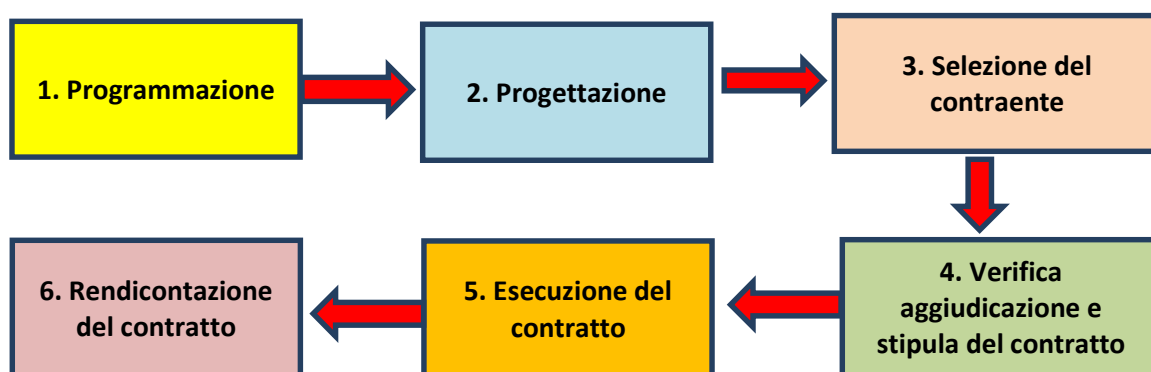 1. Programmazione
2. Progettazione
3. Selezione del
contraente
4. Verifica
aggiudicazione e
stipula del contratto
5. Esecuzione del
contratto
6. Rendicontazione
del contratto